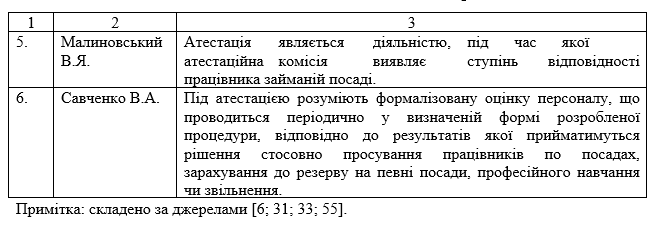 1 2 3
5. Малиновський Атестація являється діяльністю, під час якої
В.Я. атестаційна комісія виявляє ступінь відповідності
працівника займаній посаді.
6. Савченко В.А. Під атестацією розуміють формалізовану оцінку персоналу, що
проводиться періодично у визначеній формі розробленої
процедури, відповідно до результатів якої прийматимуться
рішення стосовно просування працівників по посадах,
зарахування до резерву на певні посади, професійного навчання
чи звільнення.
Примітка: складено за джерелами [6; 31; 33; 55].